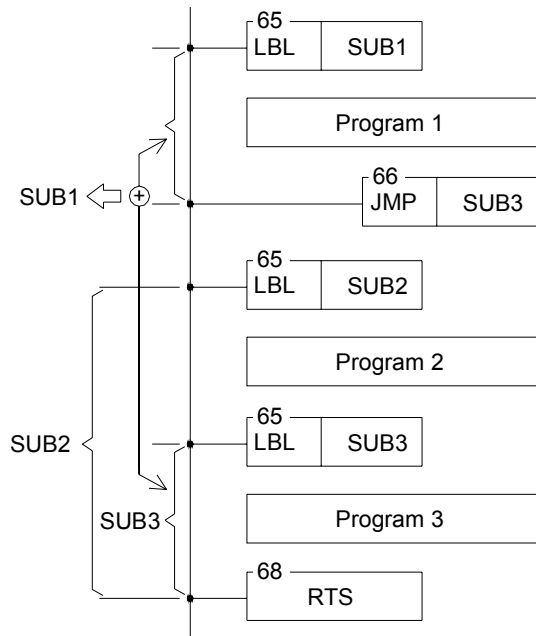 65
LBL SUB1
Program 1
66
SUB1
JMP SUB3
65
LBL SUB2
Program 2
65
SUB2
LBL SUB3
SUB3
Program 3
68
RTS